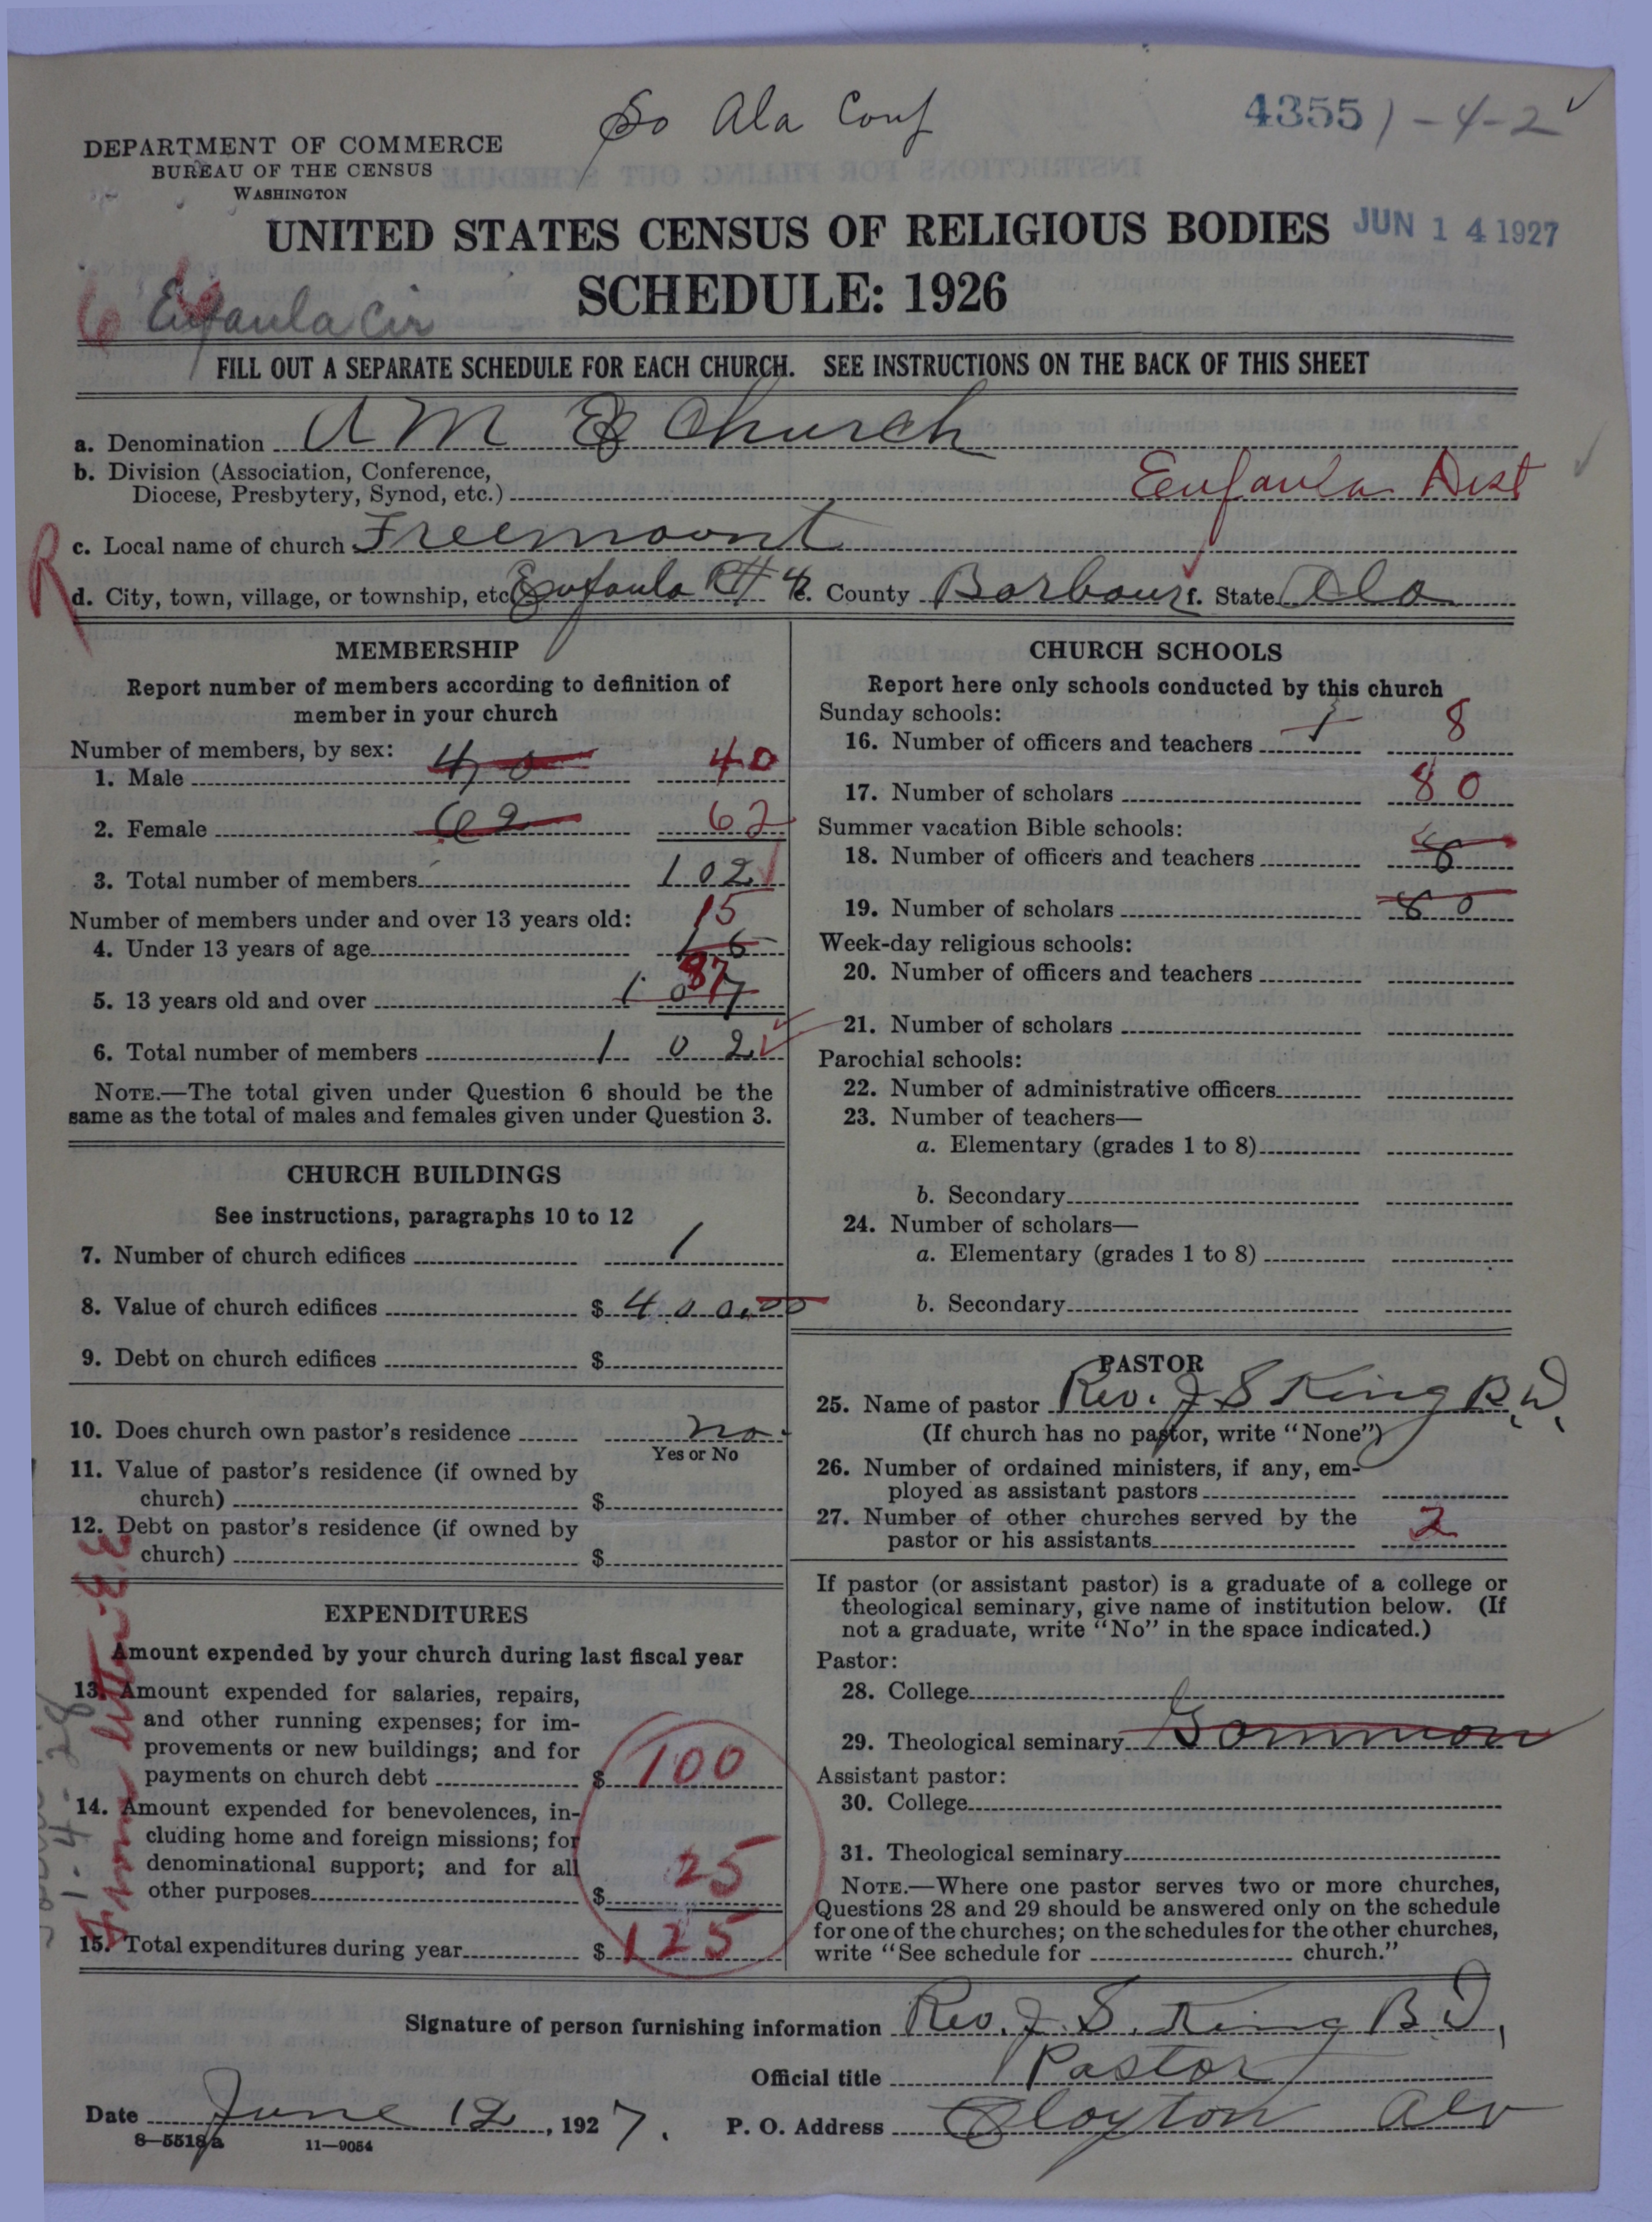 So Ala Conf
43551-4-2
DEPARTMENT OF COMMERCE
BUREAU OF THE CENSUS
WASHINGTON
UNITED STATES CENSUS OF RELIGIOUS BODIES
JUN 14 1927
SCHEDULE: 1926
6 Eufaula Cir
FILL OUT A SEPARATE SCHEDULE FOR EACH CHURCH. SEE INSTRUCTIONS ON THE BACK OF THIS SHEET
a. Denomination A M E Church
b. Division (Association, Conference,
Diocese, Presbytery, Synod, etc.) Eufaula Dist
R
c. Local name of church Freemount
d. City, town, village, or township, etc. Eufaula R# 4 e. County Barbour f. State Ala
MEMBERSHIP
Report number of members according to definition of
member in your church
Number of members, by sex:
1. Male 40 40
2. Female 62 62
3. Total number of members 102
Number of members under and over 13 years old: 15
4. Under 13 years of age
87
5. 13 years old and over
6. Total number of members 102
NOTE.—The total given under Question 6 should be the
same as the total of males and females given under Question 3.
CHURCH BUILDINGS
See instructions, paragraphs 10 to 12
7. Number of church edifices 1
8. Value of church edifices $ 400.00
9. Debt on church edifices $
10. Does church own pastor's residence no.
Yes or No
11. Value of pastor's residence (if owned by
church) $
12. Debt on pastor's residence (if owned by
church) $
EXPENDITURES
Amount expended by your church during last fiscal year
13. Amount expended for salaries, repairs,
and other running expenses; for im-
provements or new buildings; and for
payments on church debt $ 100
14. Amount expended for benevolences, in-
cluding home and foreign missions; for
denominational support; and for all
other purposes $ 25
15. Total expenditures during year $ 125
CHURCH SCHOOLS
Report here only schools conducted by this church
Sunday schools:
16. Number of officers and teachers 1 8
17. Number of scholars 80
Summer vacation Bible schools:
18. Number of officers and teachers 8
19. Number of scholars 80
Week-day religious schools:
20. Number of officers and teachers
21. Number of scholars
Parochial schools:
22. Number of administrative officers
23. Number of teachers—
a. Elementary (grades 1 to 8)
b. Secondary
24. Number of scholars—
a. Elementary (grades 1 to 8)
b. Secondary
PASTOR
25. Name of pastor Rev. J S King B.D.
(If church has no pastor, write "None")
26. Number of ordained ministers, if any, em-
ployed as assistant pastors
27. Number of other churches served by the
pastor or his assistants 2
If pastor (or assistant pastor) is a graduate of a college or
theological seminary, give name of institution below. (If
not a graduate, write "No" in the space indicated.)
Pastor:
28. College
29. Theological seminary Gammon
Assistant pastor:
30. College
31. Theological seminary
NOTE.—Where one pastor serves two or more churches,
Questions 28 and 29 should be answered only on the schedule
for one of the churches; on the schedules for the other churches,
write "See schedule for church."
Signature of person furnishing information Rev. J. S. King B.D.
Official title Pastor
Date June 12, 1927. P. O. Address Clayton Ala
8—5518a 11—9054